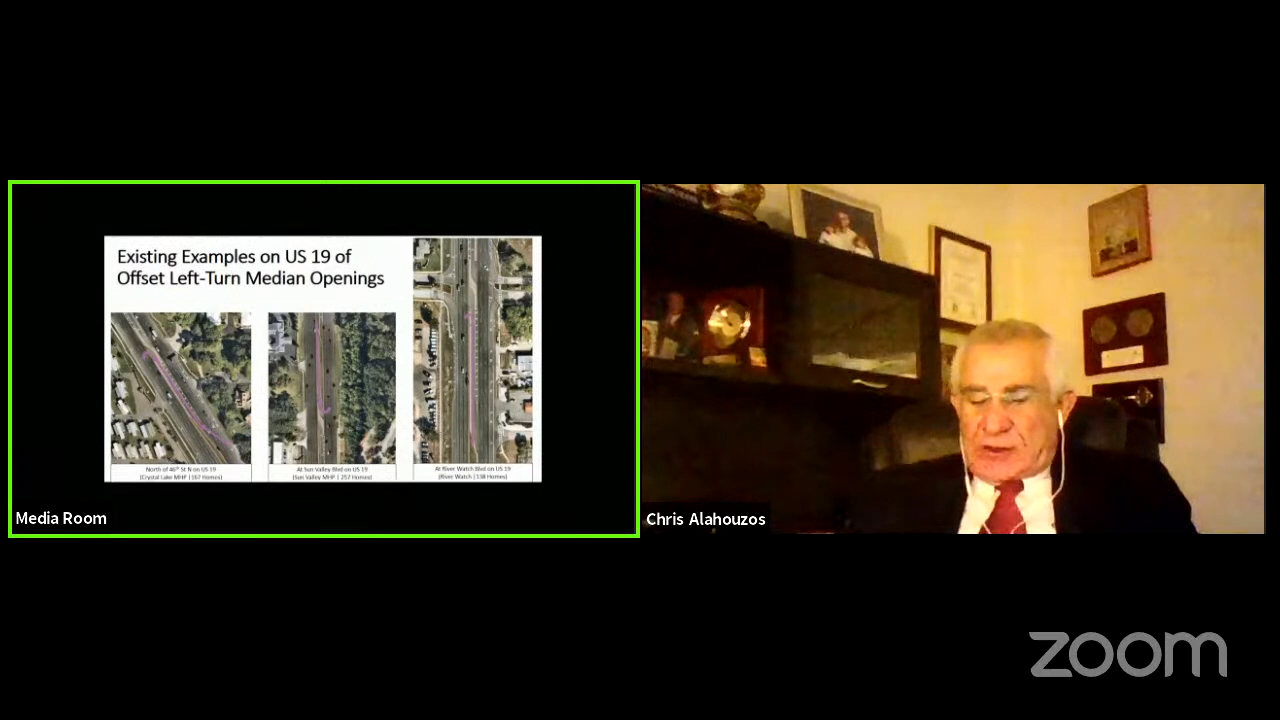 Existing Examples on US 19 of
Offset Left-Turn Median Openings
North of 46th St N on US 19
(Crystal Lake MHP | 167 Homes)
At Sun Valley Blvd on US 19
(Sun Valley MHP | 257 Homes)
At River Watch Blvd on US 19
(River Watch | 138 Homes)
Media Room
Chris Alahouzos
zoom